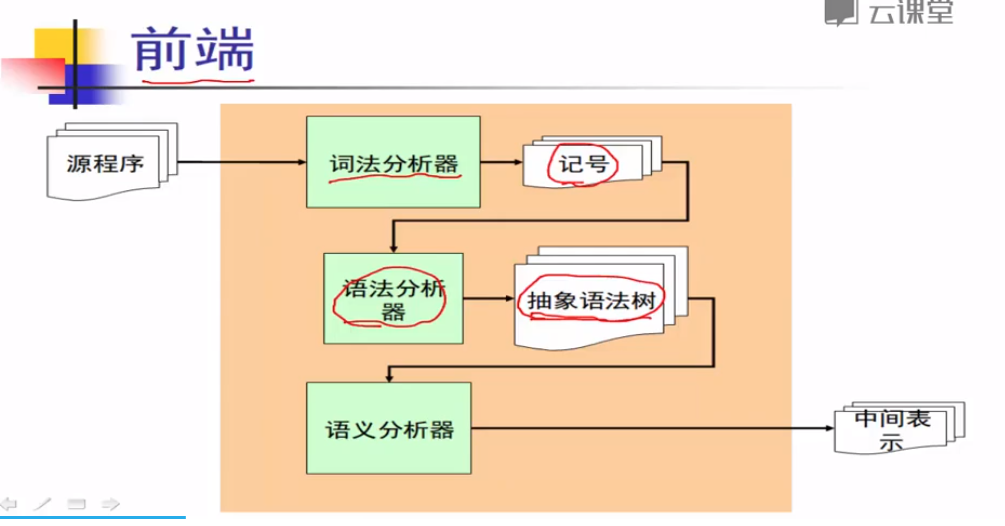 云课堂
前端
源程序
词法分析器
记号
语法分析
器
抽象语法树
语义分析器
中间表
示